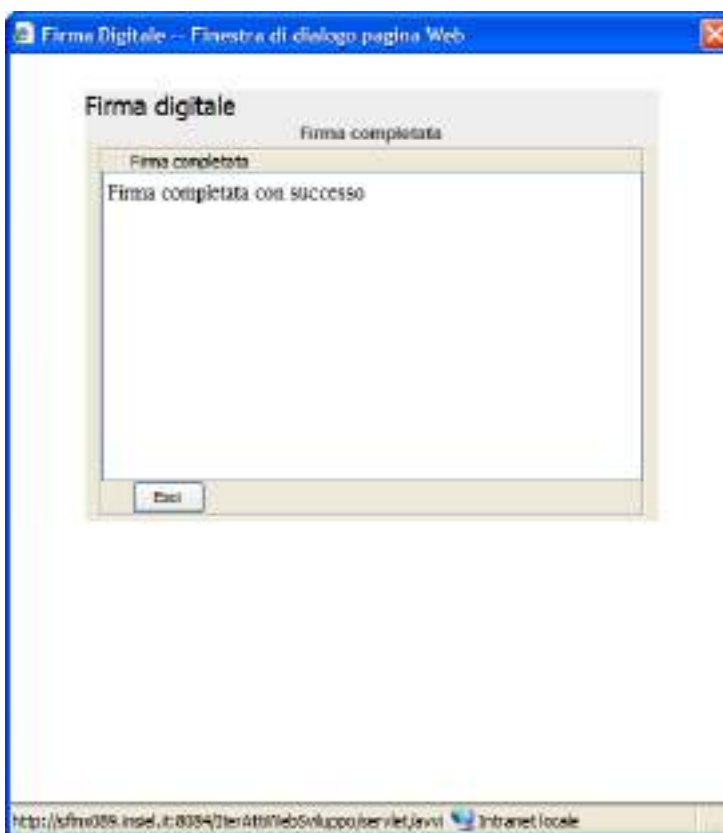 Firma Digitale -- Finestra di dialogo pagina Web
Firma digitale
Firma completata
Firma completata
Firma completata con successo
Esci
Intranet locale